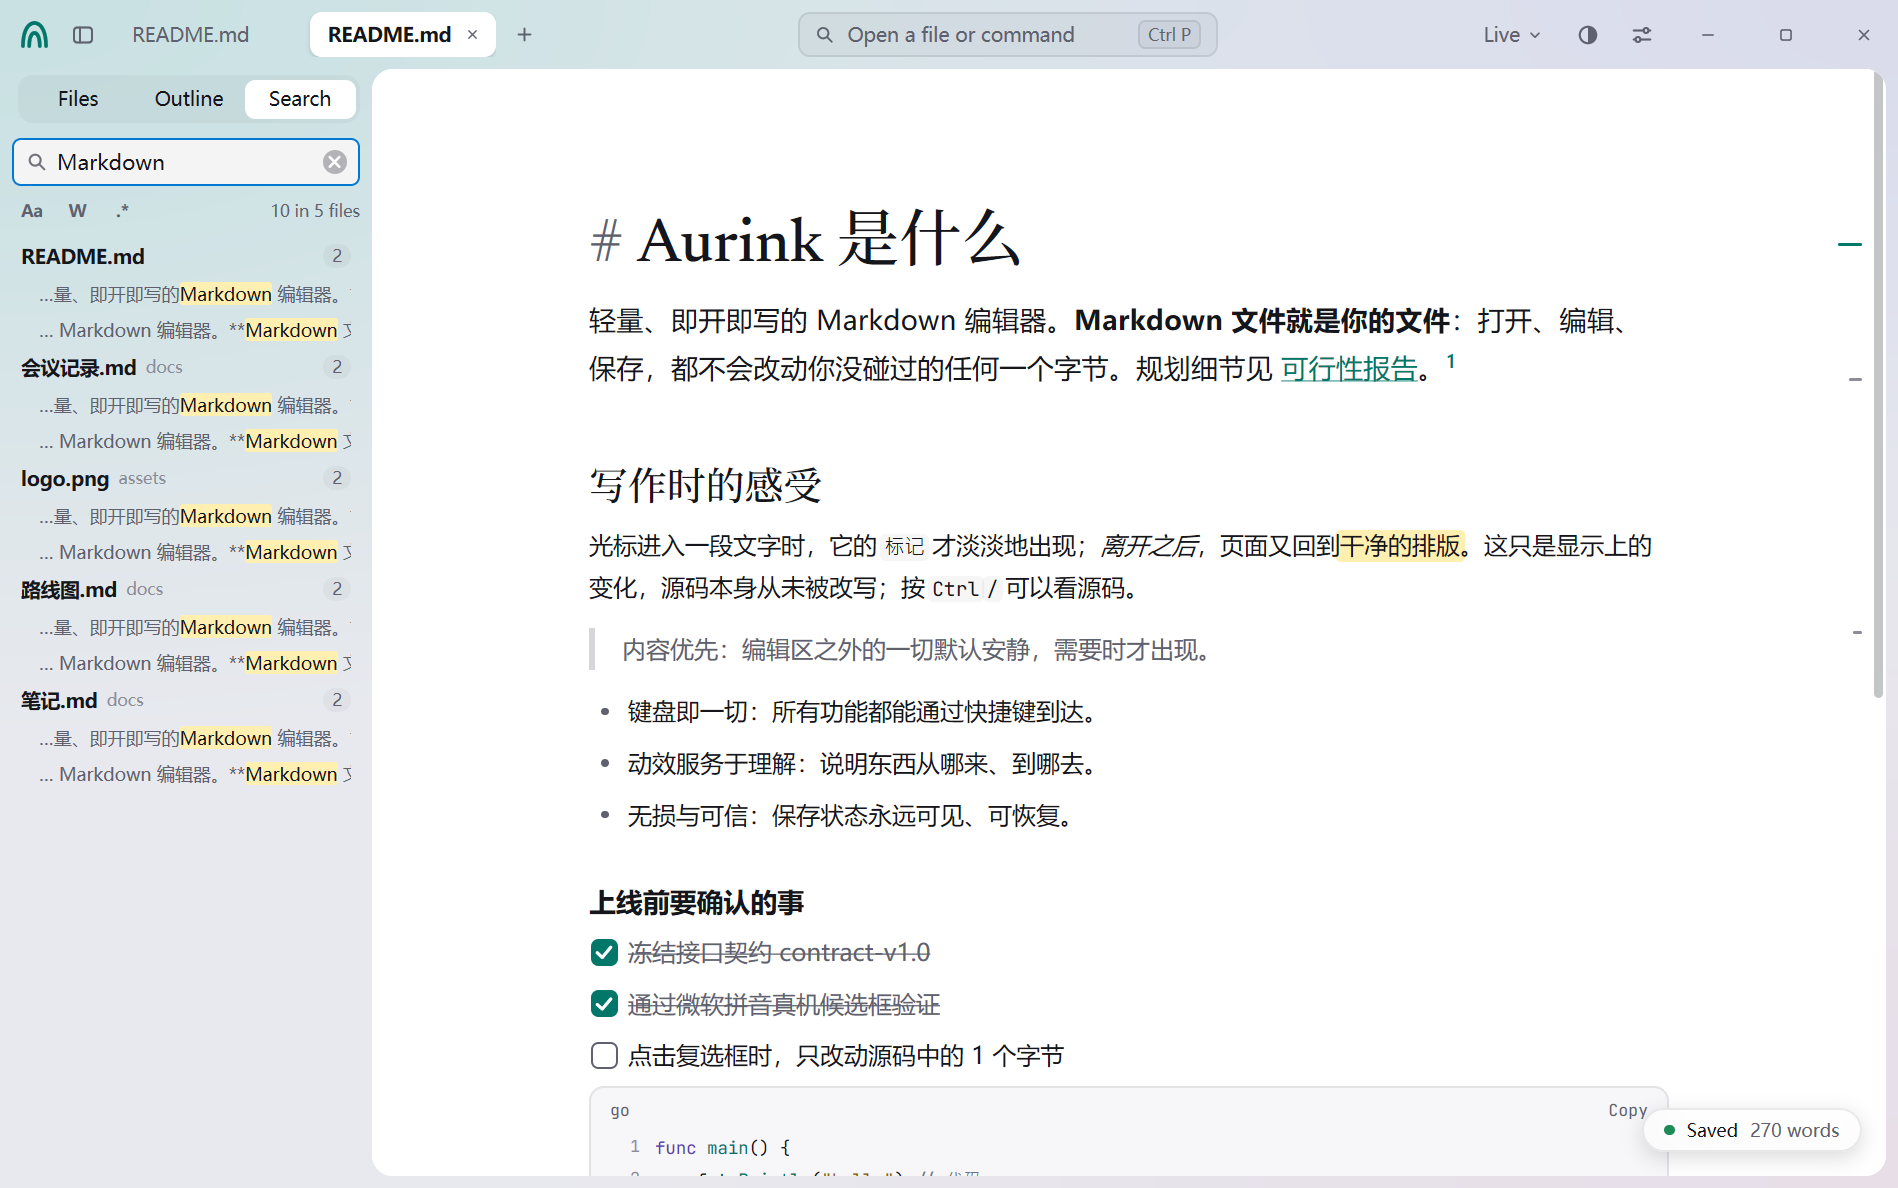 README.md
README.md
Open a file or command
Ctrl P
Live
Files
Outline
Search
Markdown
Aa
W
.*
10 in 5 files
README.md
2
...量、即开即写的Markdown 编辑器。
... Markdown 编辑器。**Markdown
会议记录.md docs
2
...量、即开即写的Markdown 编辑器。
... Markdown 编辑器。**Markdown
logo.png assets
2
...量、即开即写的Markdown 编辑器。
... Markdown 编辑器。**Markdown
路线图.md docs
2
...量、即开即写的Markdown 编辑器。
... Markdown 编辑器。**Markdown
笔记.md docs
2
...量、即开即写的Markdown 编辑器。
... Markdown 编辑器。**Markdown
# Aurink 是什么
轻量、即开即写的 Markdown 编辑器。Markdown 文件就是你的文件：打开、编辑、
保存，都不会改动你没碰过的任何一个字节。规划细节见 可行性报告。1
写作时的感受
光标进入一段文字时，它的 标记 才淡淡地出现；离开之后，页面又回到干净的排版。这只是显示上的
变化，源码本身从未被改写；按 Ctrl / 可以看源码。
内容优先：编辑区之外的一切默认安静，需要时才出现。
• 键盘即一切：所有功能都能通过快捷键到达。
• 动效服务于理解：说明东西从哪来、到哪去。
• 无损与可信：保存状态永远可见、可恢复。
上线前要确认的事
冻结接口契约 contract-v1.0
通过微软拼音真机候选框验证
点击复选框时，只改动源码中的 1 个字节
go
Copy
1 func main() {
Saved 270 words